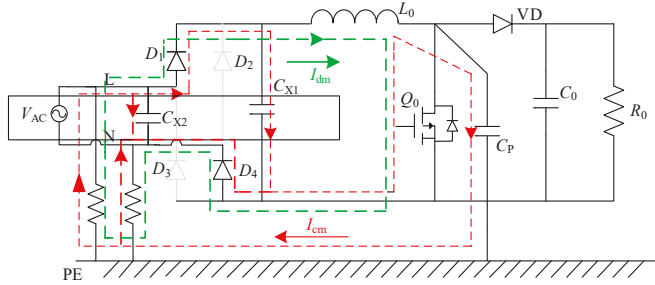 L₀
VD
D₁
D₂
I_dm
L
C_X1
Q₀
C₀
R₀
V_AC
C_X2
N
C_P
D₃
D₄
I_cm
PE